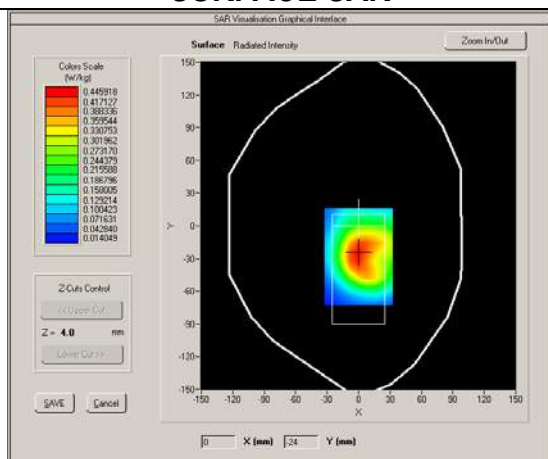 SURFACE SAR
SAR Visualisation Graphical Interface
Surface Radiated Intensity
Zoom In/Out
Colors Scale
(W/kg)
0.445918
0.417127
0.388336
0.359544
0.330753
0.301962
0.273170
0.244379
0.215588
0.186796
0.158005
0.129214
0.100423
0.071631
0.042840
0.014049
Z-Cuts Control
<< Upper Cut
Z = 4.0 mm
Lower Cut >>
SAVE Cancel
150-
120-
90-
60-
30-
0-
-30-
-60-
-90-
-120-
-150-
Y
-150 -120 -90 -60 -30 0 30 60 90 120 150
X
0 X (mm) -24 Y (mm)